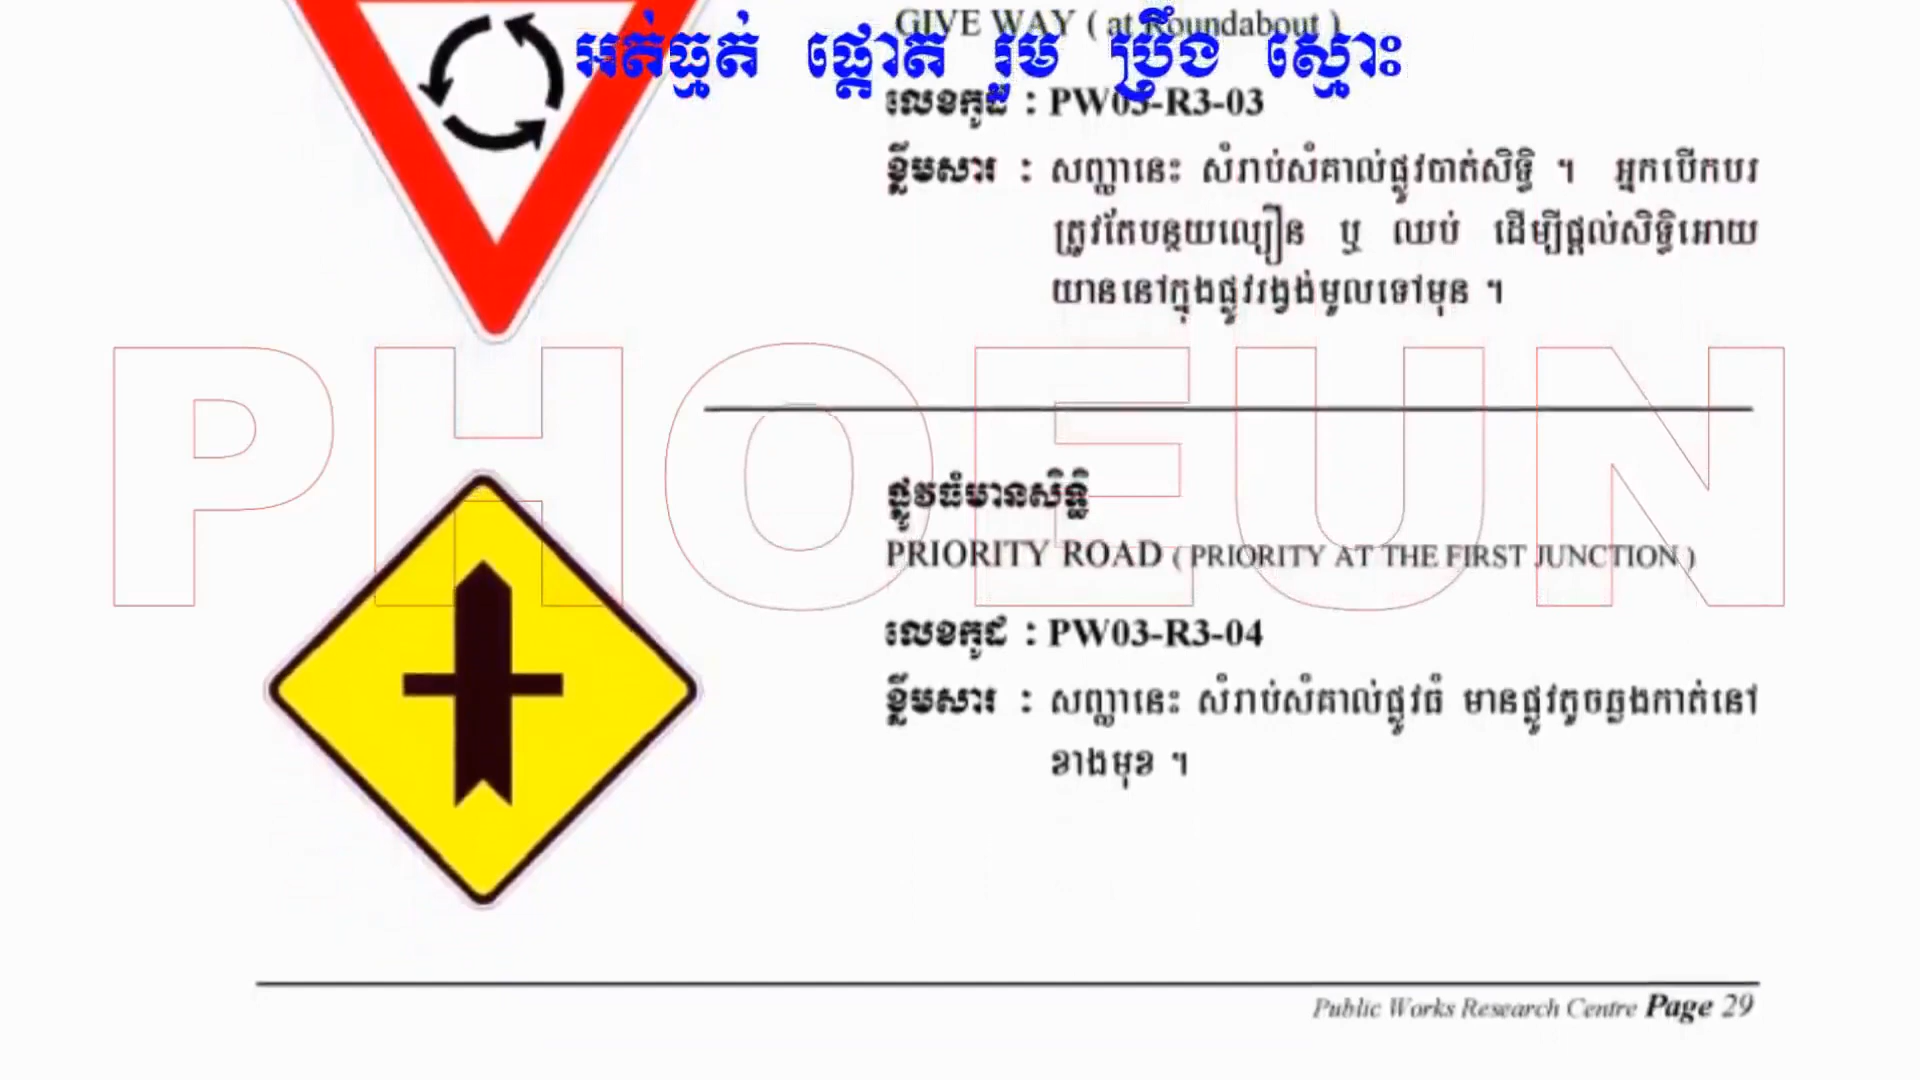 GIVE WAY ( at Roundabout )
អត់ធ្មត់ ផ្តោត រួម ប្រឹង ស្មោះ
លេខកូដ : PW03-R3-03
ខ្លឹមសារ : សញ្ញានេះ សំរាប់សំគាល់ផ្លូវបាត់សិទ្ធិ ។ អ្នកបើកបរ
ត្រូវតែបន្ថយល្បឿន ឬ ឈប់ ដើម្បីផ្តល់សិទ្ធិអោយ
យាននៅក្នុងផ្លូវរង្វង់មូលទៅមុន ។
PHOEUN
ផ្លូវធំមានសិទ្ធិ
PRIORITY ROAD ( PRIORITY AT THE FIRST JUNCTION )
លេខកូដ : PW03-R3-04
ខ្លឹមសារ : សញ្ញានេះ សំរាប់សំគាល់ផ្លូវធំ មានផ្លូវតូចឆ្លងកាត់នៅ
ខាងមុខ ។
Public Works Research Centre Page 29